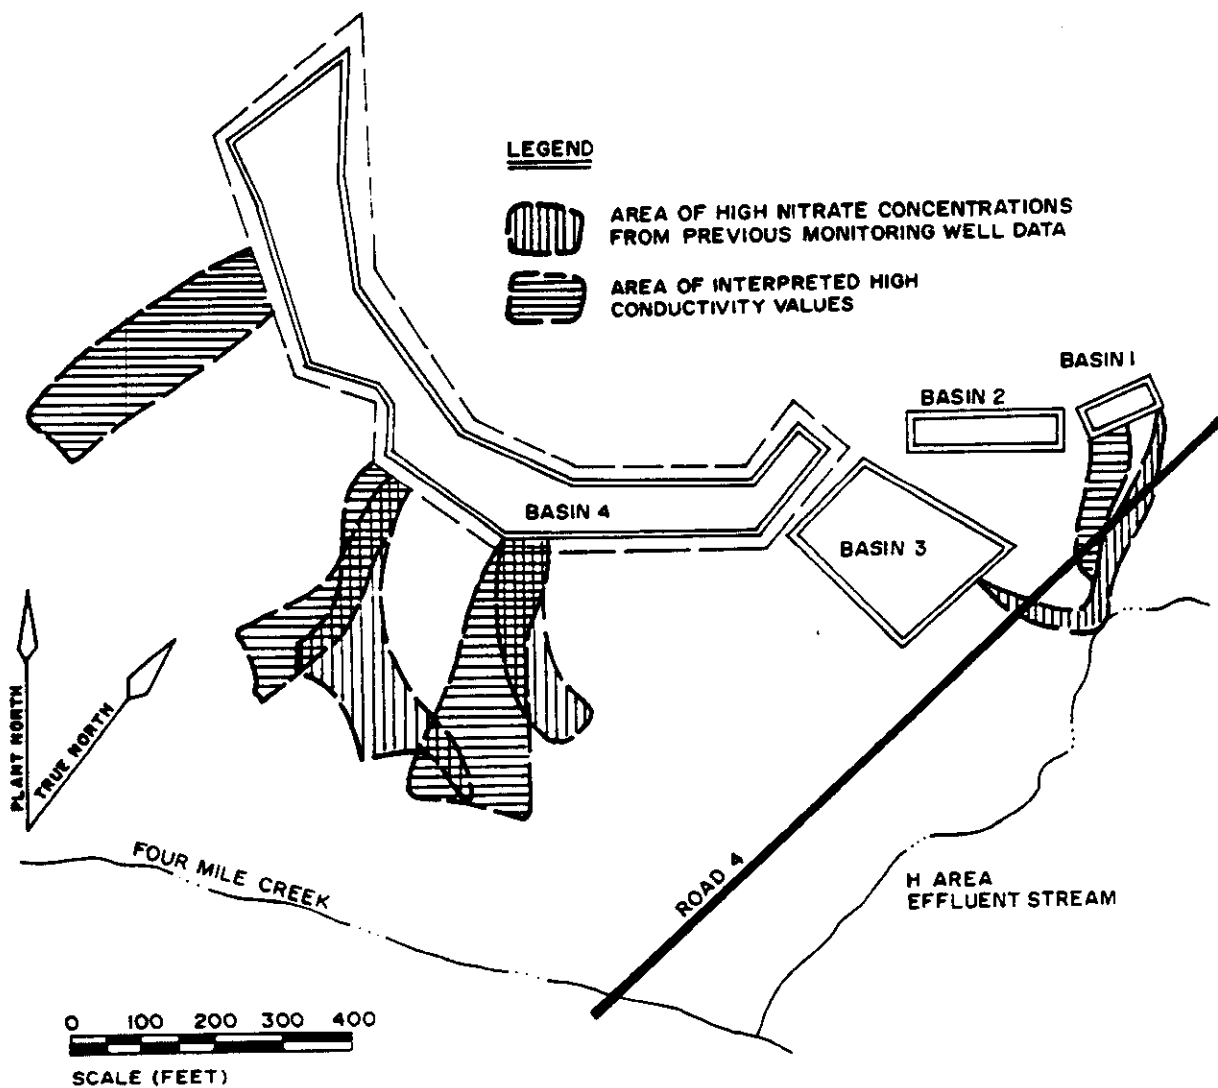 LEGEND
AREA OF HIGH NITRATE CONCENTRATIONS
FROM PREVIOUS MONITORING WELL DATA
AREA OF INTERPRETED HIGH
CONDUCTIVITY VALUES
BASIN 1
BASIN 2
BASIN 4
BASIN 3
PLANT NORTH
TRUE NORTH
FOUR MILE CREEK
ROAD 4
H AREA
EFFLUENT STREAM
0 100 200 300 400
SCALE (FEET)